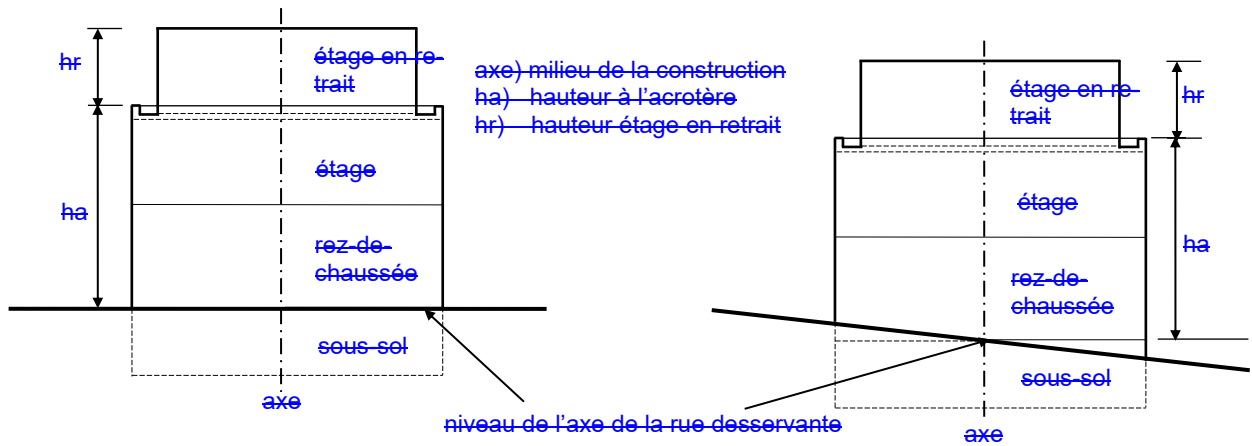 hr
étage en re-
trait
ha
étage
rez-de-
chaussée
sous-sol
axe
axe) milieu de la construction
ha) hauteur à l'acrotère
hr) hauteur étage en retrait
étage en re-
trait
hr
étage
ha
rez-de-
chaussée
sous-sol
axe
niveau de l'axe de la rue desservante